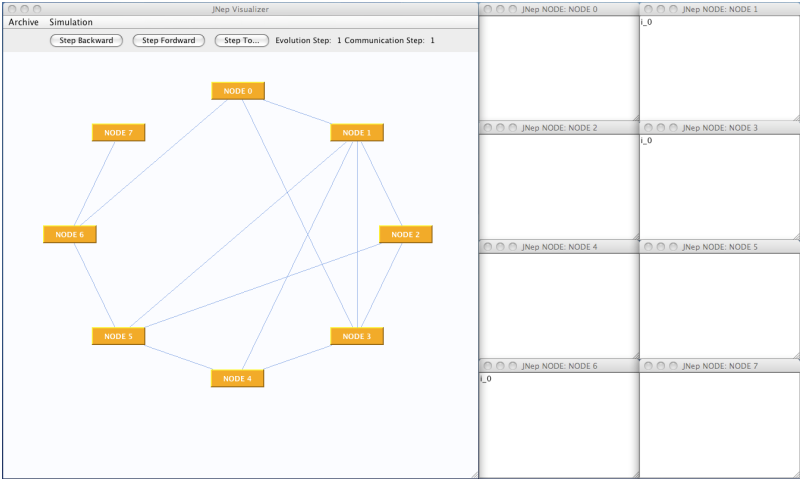 JNep Visualizer
Archive Simulation
Step Backward Step Fordward Step To... Evolution Step: 1 Communication Step: 1
NODE 0
NODE 7
NODE 1
NODE 6
NODE 2
NODE 5
NODE 3
NODE 4
JNep NODE: NODE 0
JNep NODE: NODE 1
i_0
JNep NODE: NODE 2
JNep NODE: NODE 3
i_0
JNep NODE: NODE 4
JNep NODE: NODE 5
JNep NODE: NODE 6
i_0
JNep NODE: NODE 7